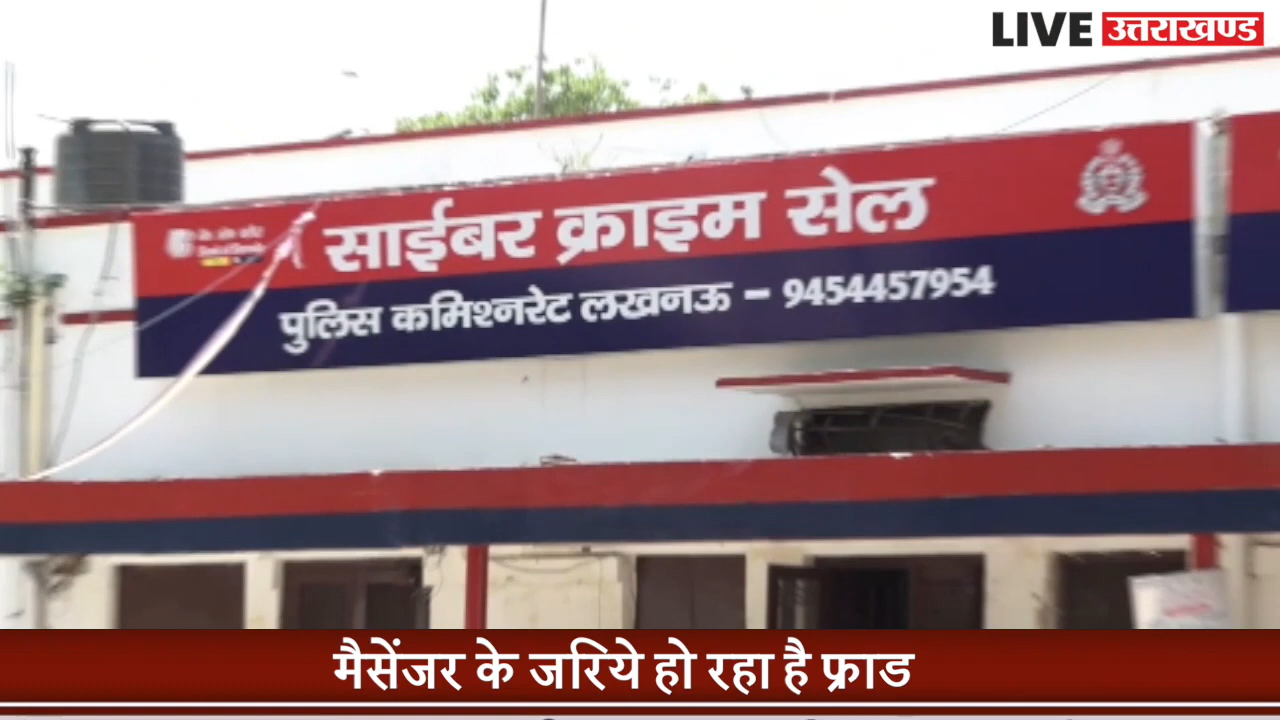 LIVE उत्तराखण्ड
साईबर क्राइम सेल
पुलिस कमिश्नरेट लखनऊ - 9454457954
मैसेंजर के जरिये हो रहा है फ्राड